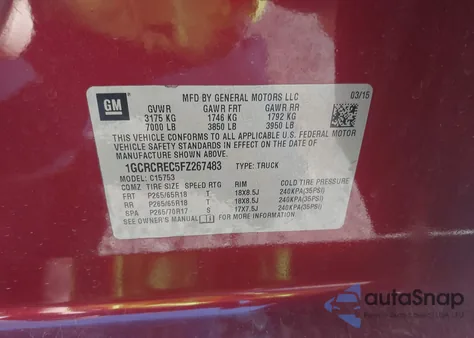 GM
MFD BY GENERAL MOTORS LLC
03/15
GVWR GAWR FRT GAWR RR
3175 KG 1746 KG 1792 KG
7000 LB 3850 LB 3950 LB
THIS VEHICLE CONFORMS TO ALL APPLICABLE U.S. FEDERAL MOTOR
VEHICLE SAFETY STANDARDS IN EFFECT ON THE DATE OF
MANUFACTURE SHOWN ABOVE.
1GCRCREC5FZ267483 TYPE: TRUCK
MODEL: C15753
TIRE SIZE SPEED RTG RIM COLD TIRE PRESSURE
FRT P265/65R18 T 18X8.5J 240KPA(35PSI)
RR P265/65R18 T 18X8.5J 240KPA(35PSI)
SPA P265/70R17 S 17X7.5J 240KPA(35PSI)
SEE OWNER'S MANUAL FOR MORE INFORMATION.
autoSnap